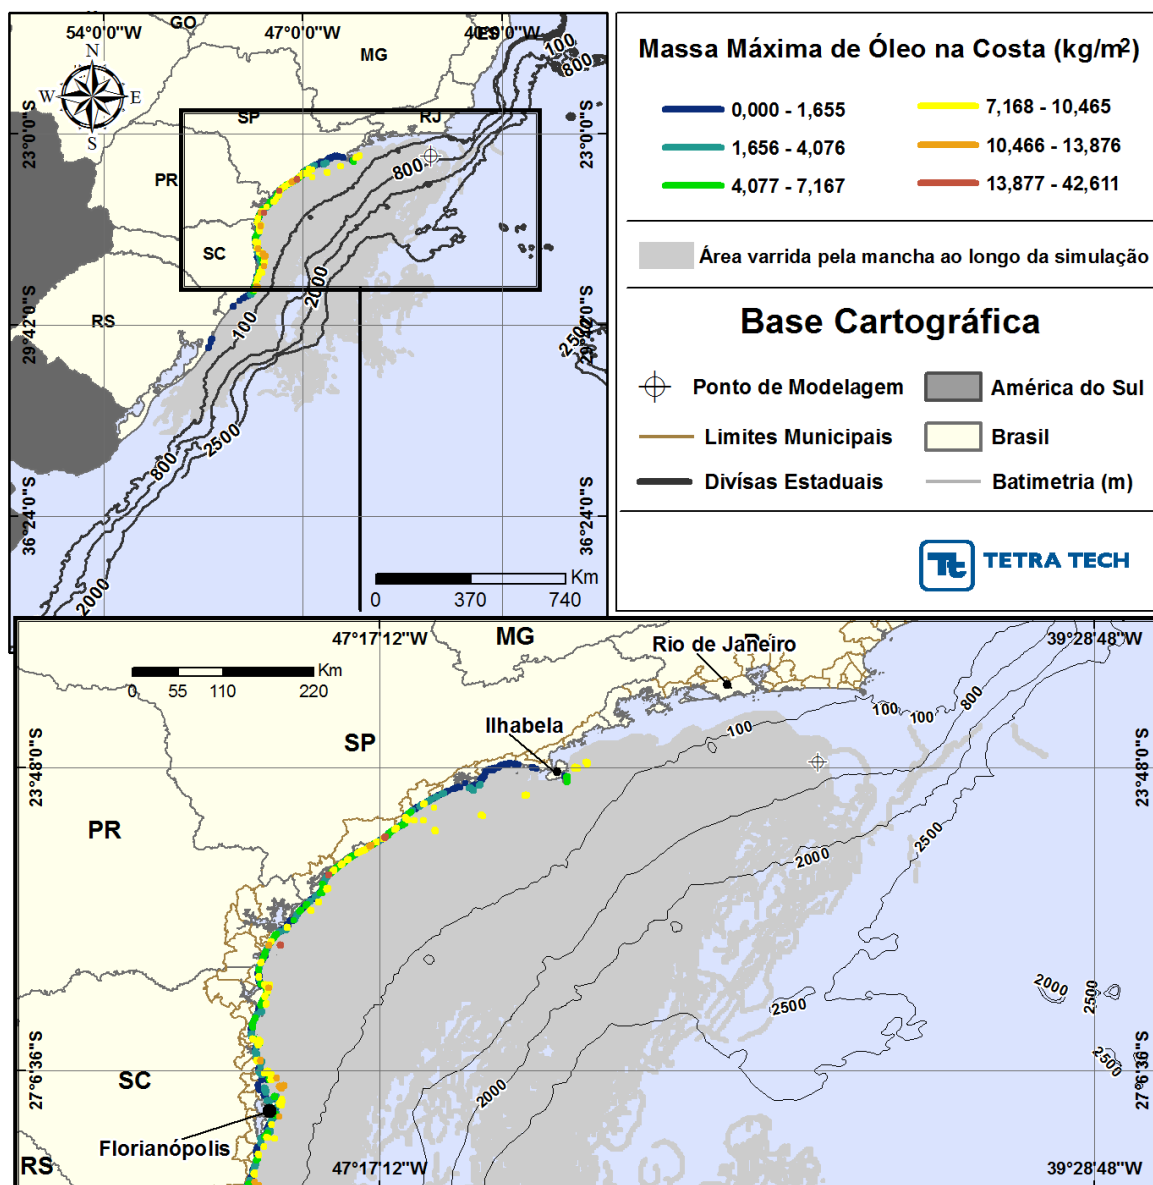 54°0'0"W
47°0'0"W
40°0'0"W
GO
ES
MG
N
W
E
S
SP
RJ
PR
SC
RS
100
800
800
100
2000
2500
800
2500
2000
23°0'0"S
29°42'0"S
36°24'0"S
23°0'0"S
36°24'0"S
Km
0 370 740
Massa Máxima de Óleo na Costa (kg/m²)
0,000 - 1,655
7,168 - 10,465
1,656 - 4,076
10,466 - 13,876
4,077 - 7,167
13,877 - 42,611
Área varrida pela mancha ao longo da simulação
Base Cartográfica
Ponto de Modelagem
América do Sul
Limites Municipais
Brasil
Divísas Estaduais
Batimetria (m)
Tt
TETRA TECH
47°17'12"W
MG
Rio de Janeiro
39°28'48"W
Km
0 55 110 220
SP
Ilhabela
100
100
100
800
23°48'0"S
23°48'0"S
PR
2000
2500
2500
2000
2500
2500
27°6'36"S
27°6'36"S
SC
2000
Florianópolis
RS
47°17'12"W
39°28'48"W